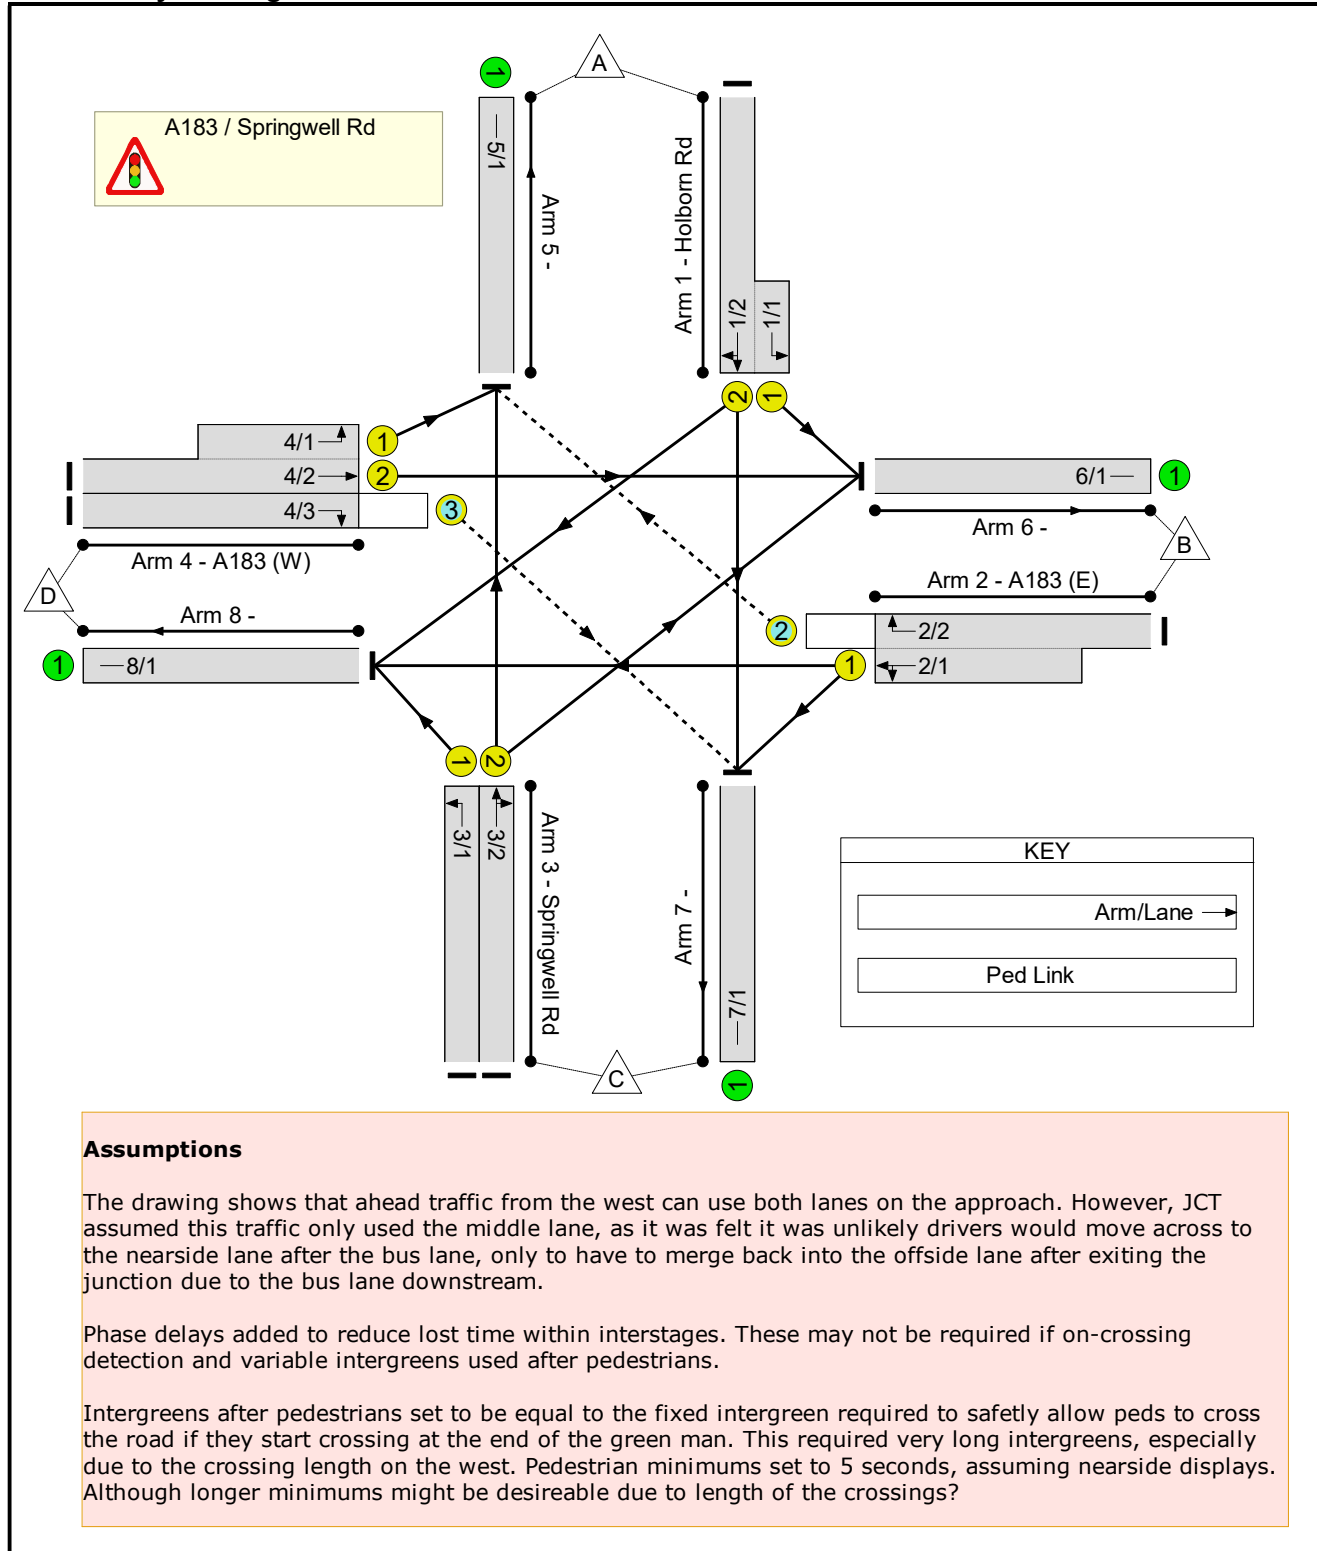 A183 / Springwell Rd
1
A
5/1
Arm 5 -
Arm 1 - Holborn Rd
1/2
1/1
2
1
4/1
1
4/2
2
4/3
3
Arm 4 - A183 (W)
D
Arm 8 -
1
8/1
6/1
1
Arm 6 -
B
Arm 2 - A183 (E)
2
2/2
1
2/1
1
2
3/1
3/2
Arm 3 - Springwell Rd
Arm 7 -
7/1
C
1
KEY
Arm/Lane
Ped Link
Assumptions
The drawing shows that ahead traffic from the west can use both lanes on the approach. However, JCT
assumed this traffic only used the middle lane, as it was felt it was unlikely drivers would move across to
the nearside lane after the bus lane, only to have to merge back into the offside lane after exiting the
junction due to the bus lane downstream.
Phase delays added to reduce lost time within interstages. These may not be required if on-crossing
detection and variable intergreens used after pedestrians.
Intergreens after pedestrians set to be equal to the fixed intergreen required to safetly allow peds to cross
the road if they start crossing at the end of the green man. This required very long intergreens, especially
due to the crossing length on the west. Pedestrian minimums set to 5 seconds, assuming nearside displays.
Although longer minimums might be desireable due to length of the crossings?